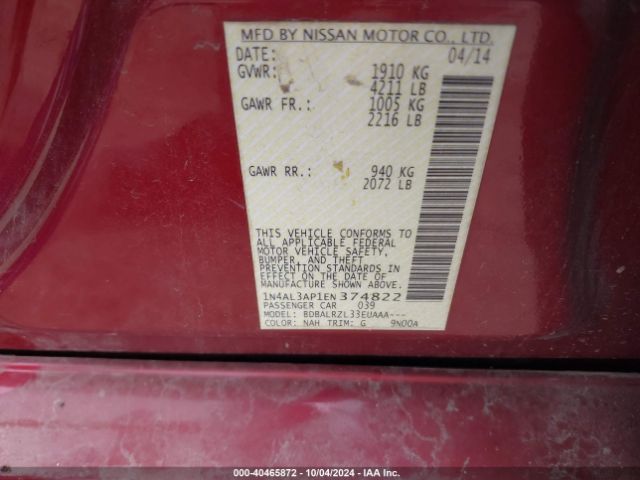 MFD BY NISSAN MOTOR CO., LTD.
DATE: 04/14
GVWR: 1910 KG
4211 LB
GAWR FR.: 1005 KG
2216 LB
GAWR RR.: 940 KG
2072 LB
THIS VEHICLE CONFORMS TO
ALL APPLICABLE FEDERAL
MOTOR VEHICLE SAFETY,
BUMPER, AND THEFT
PREVENTION STANDARDS IN
EFFECT ON THE DATE OF
MANUFACTURE SHOWN ABOVE.
1N4AL3AP1EN374822
PASSENGER CAR 039
MODEL: BDBALRZL33EUAAA---
COLOR: NAH TRIM: G 9N00A
000-40465872 - 10/04/2024 - IAA Inc.